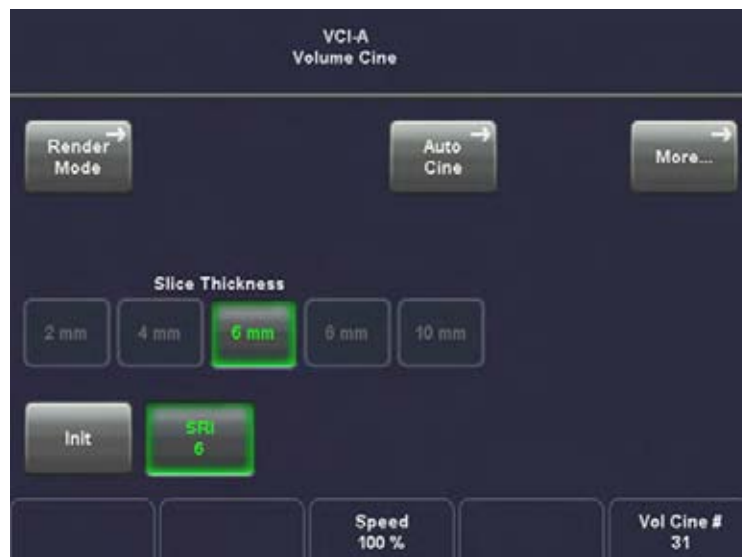 VCI-A
Volume Cine
Render
Mode
Auto
Cine
More...
Slice Thickness
2 mm 4 mm 6 mm 6 mm 10 mm
Init
SRI
6
Speed
100 %
Vol Cine #
31